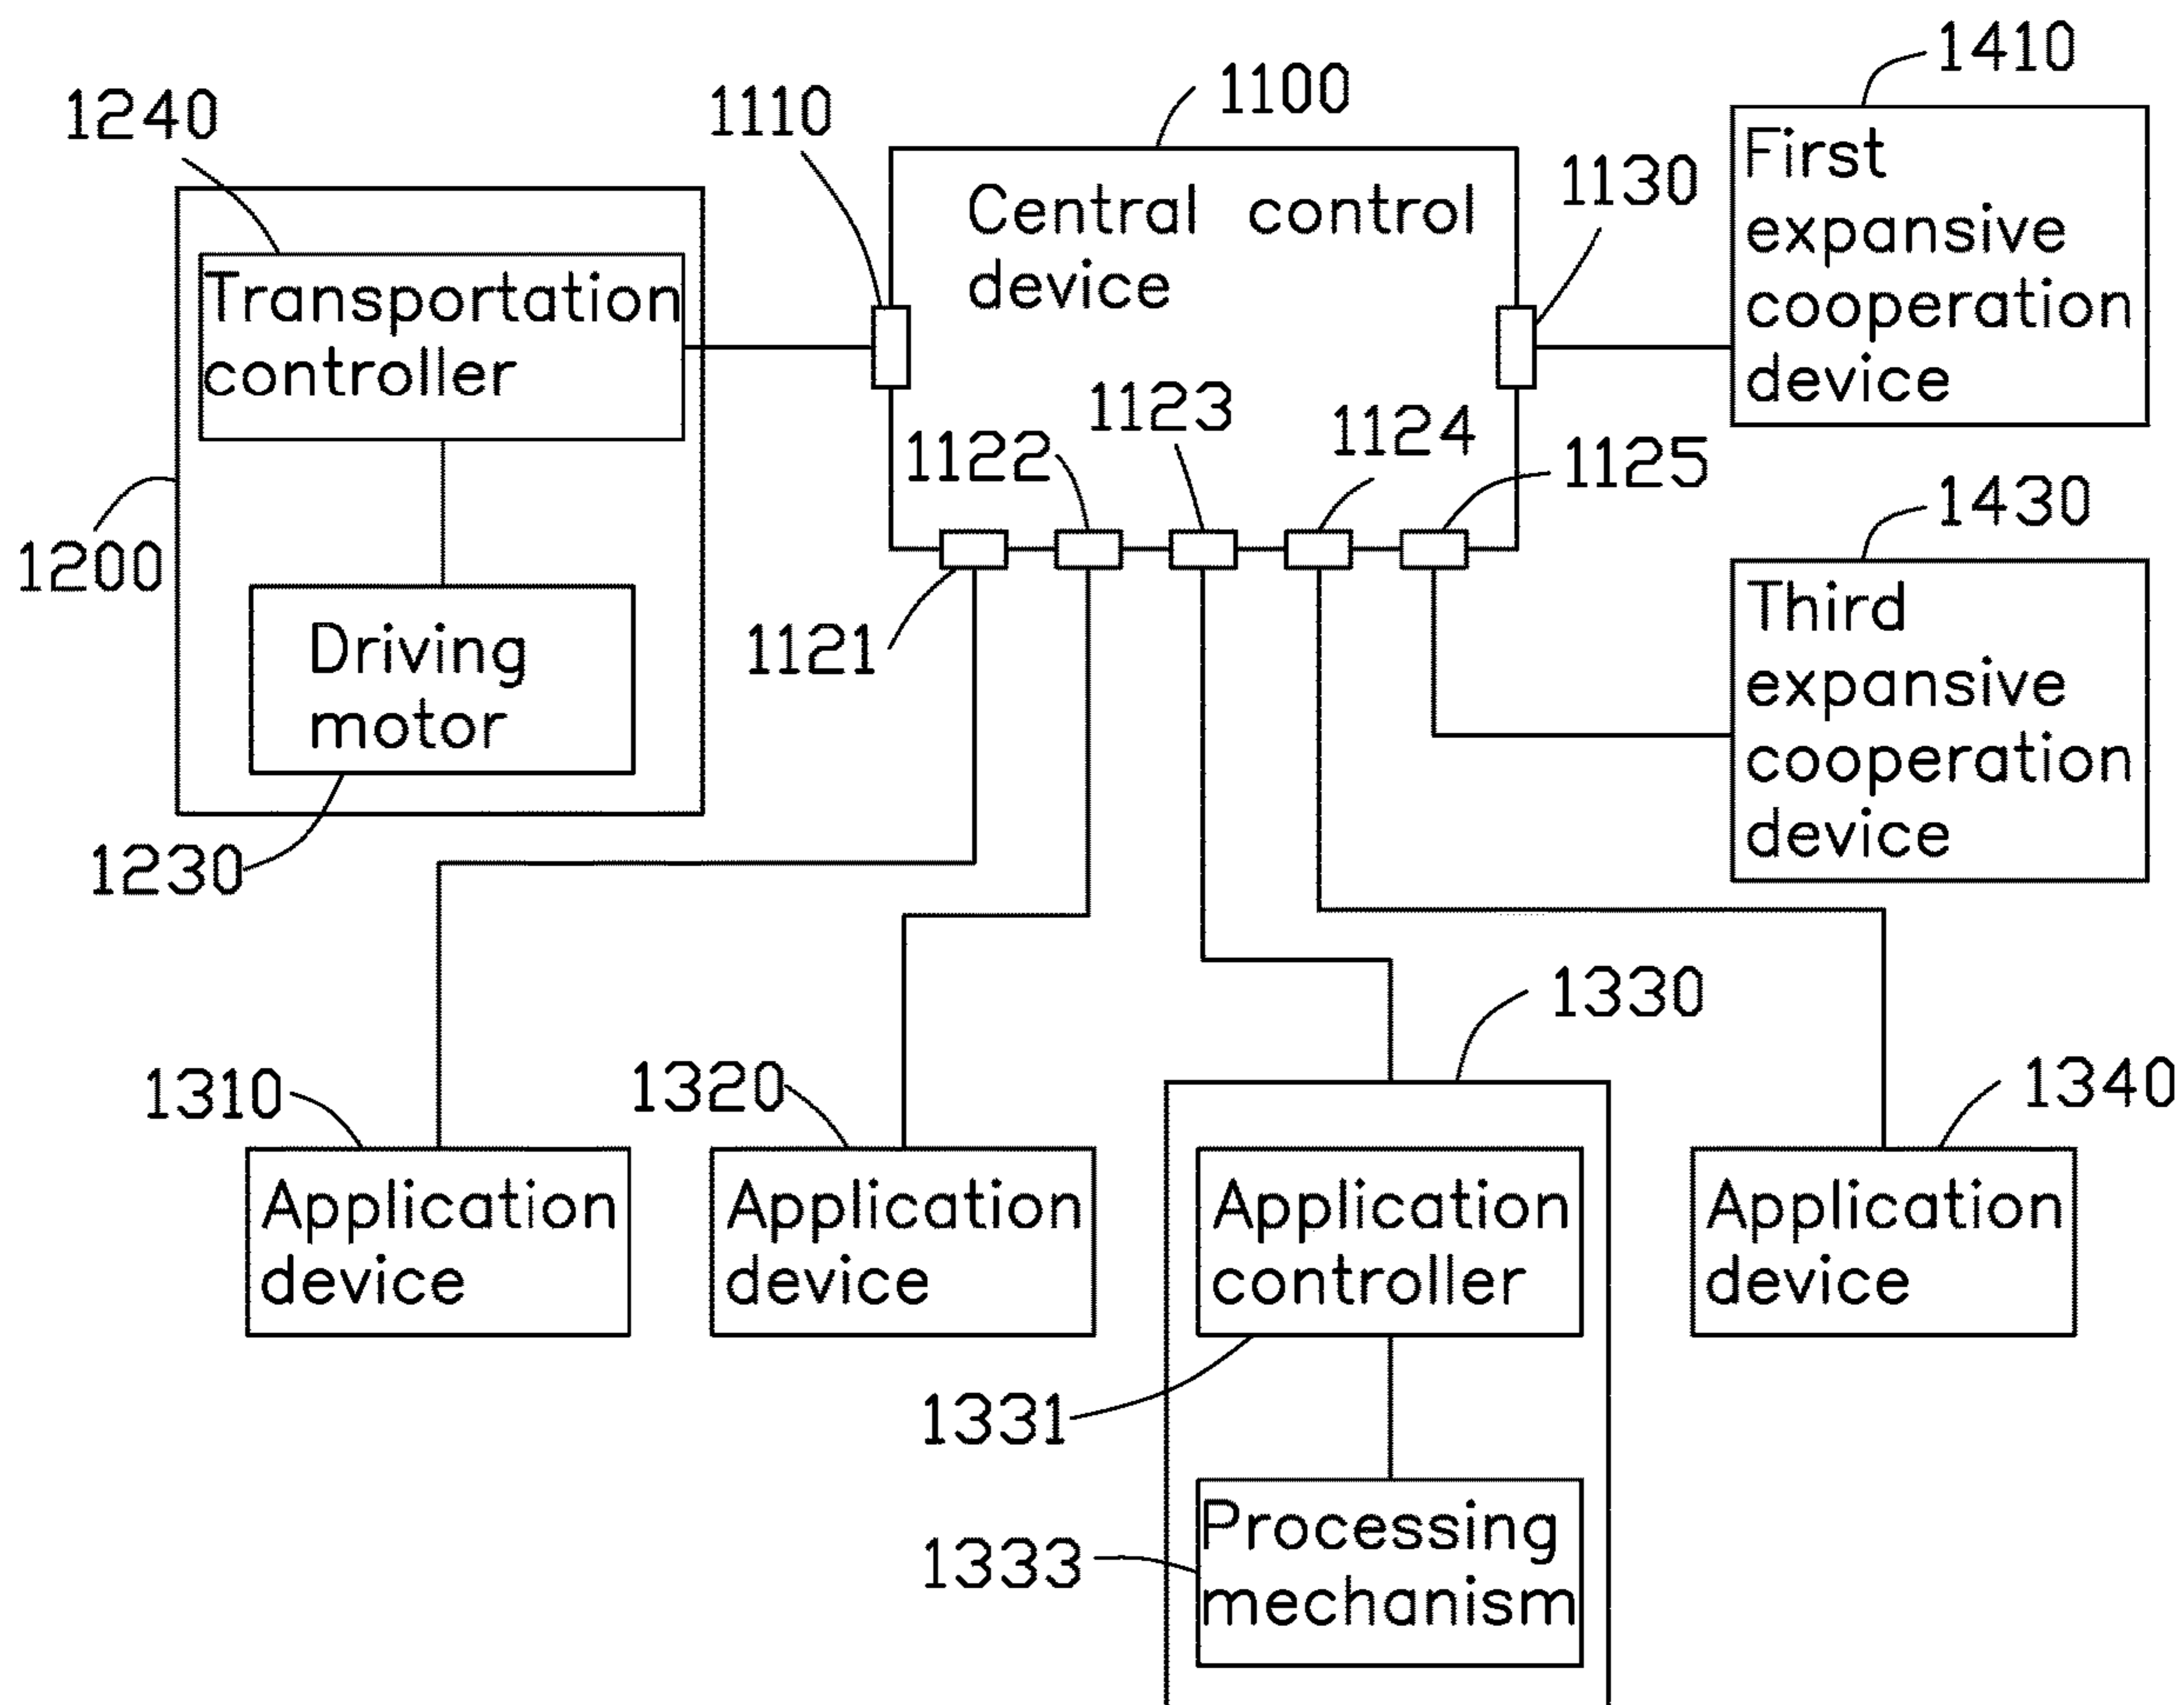 1410
1100
1240
1110
First
expansive
cooperation
device
1130
Central control
device
Transportation
controller
1123
1124
1122
1125
1430
1200
Third
expansive
cooperation
device
1121
Driving
motor
1230
1330
1310
1320
1340
Application
device
Application
device
Application
controller
Application
device
1331
Processing
mechanism
1333